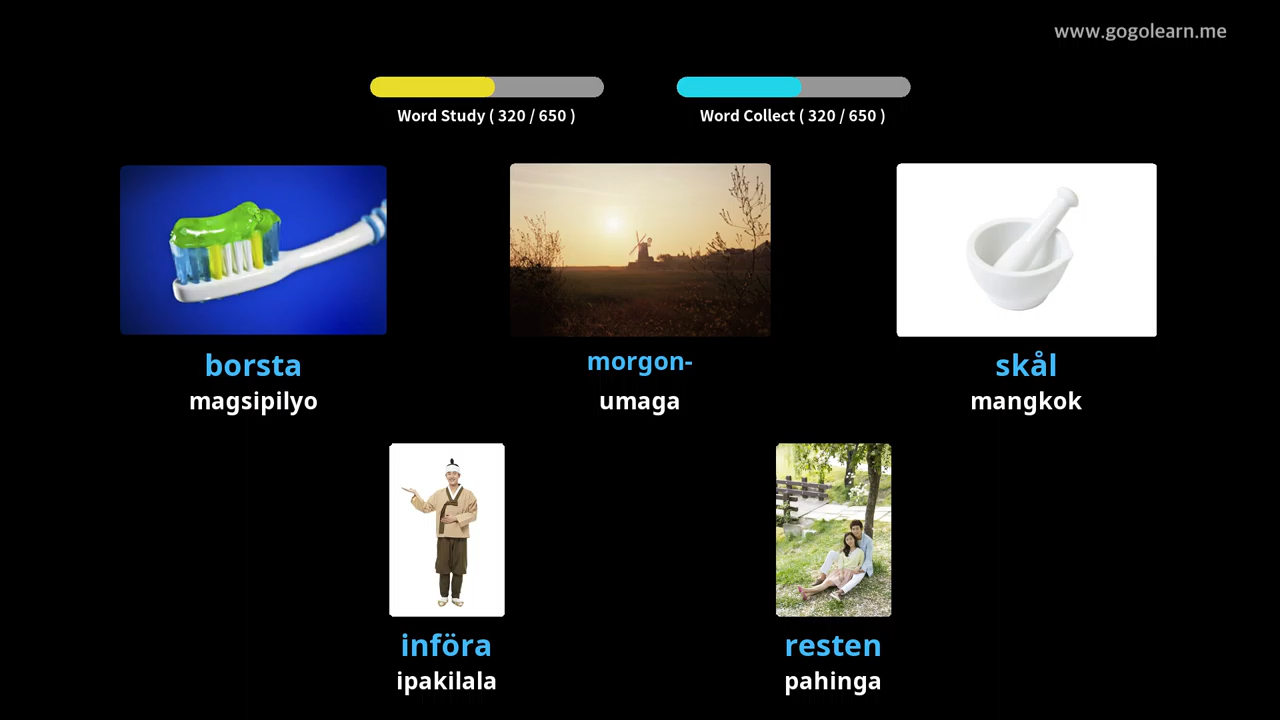 www.gogolearn.me
Word Study ( 320 / 650 )
Word Collect ( 320 / 650 )
borsta
magsipilyo
morgon-
umaga
skål
mangkok
införa
ipakilala
resten
pahinga